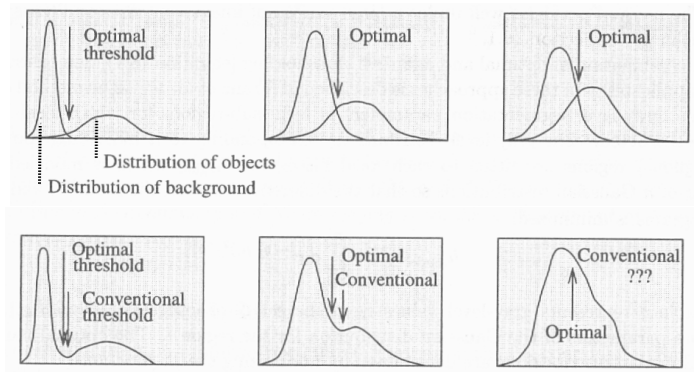 Optimal
threshold
Optimal
Optimal
Distribution of objects
Distribution of background
Optimal
threshold
Conventional
threshold
Optimal
Conventional
Conventional
???
Optimal